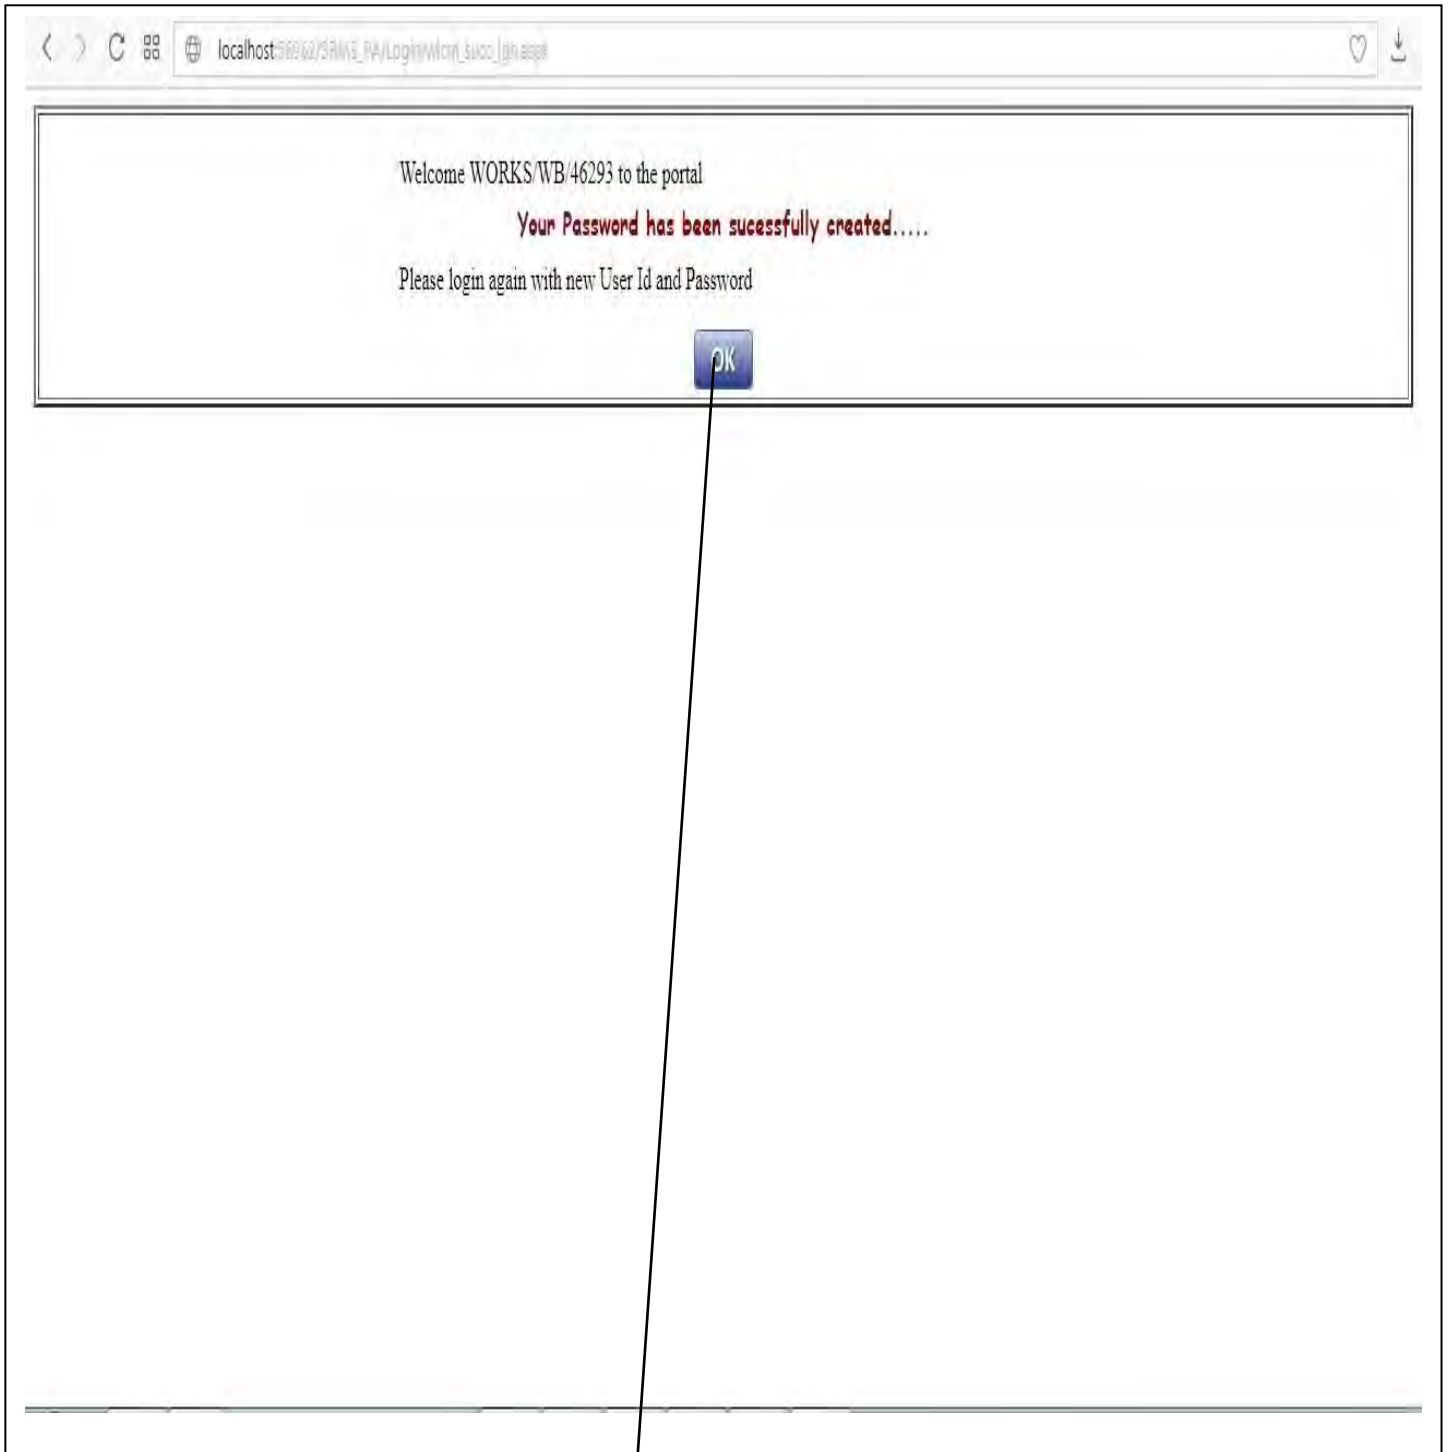 localhost
Welcome WORKS/WB/46293 to the portal
Your Password has been sucessfully created.....
Please login again with new User Id and Password
OK